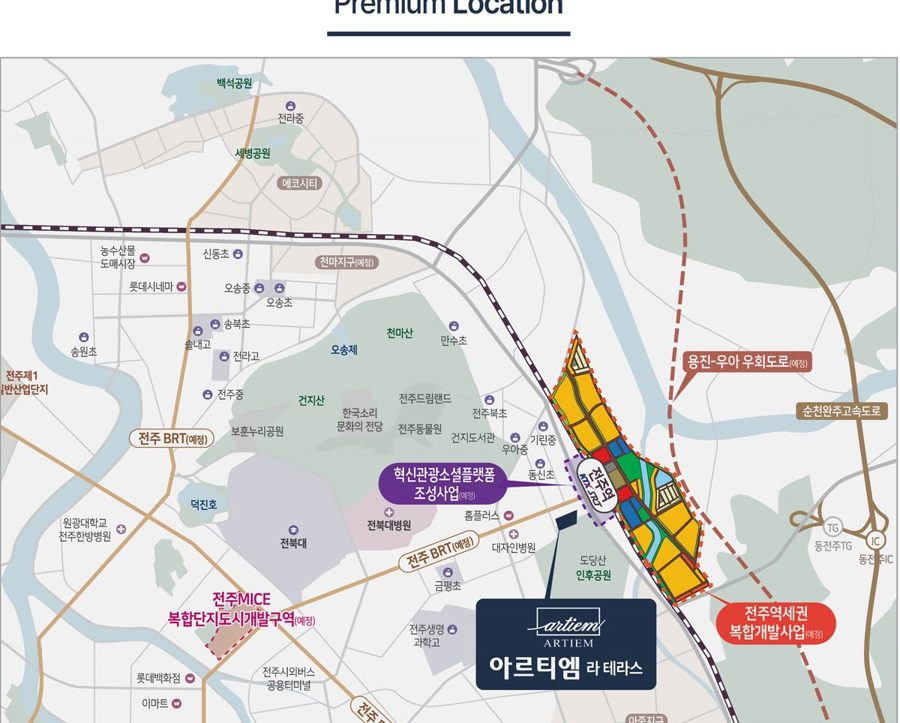 Premium Location
백석공원
전라중
세병공원
에코시티
농수산물
도매시장
신동초
천마지구(예정)
롯데시네마
오송중
오송초
송북초
솔내고
송원초
전라고
천마산
오송제
만수초
용진-우아 우회도로(예정)
전주제1
일반산업단지
전주중
건지산
전주드림랜드
한국소리
문화의 전당
전주북초
순천완주고속도로
전주 BRT(예정)
보훈누리공원
전주동물원
건지도서관
우아중
기린중
동신초
혁신관광소셜플랫폼
조성사업(예정)
전주역
KTX SRT
덕진호
원광대학교
전주한방병원
전북대
전북대병원
홈플러스
대자인병원
전주 BRT(예정)
TG
동전주TG
IC
동전주IC
도당산
인후공원
금평초
전주MICE
복합단지도시개발구역(예정)
전주생명
과학고
artiem
ARTIEM
아르티엠 라 테라스
전주역세권
복합개발사업(예정)
롯데백화점
이마트
전주시외버스
공용터미널
전주
아중지구